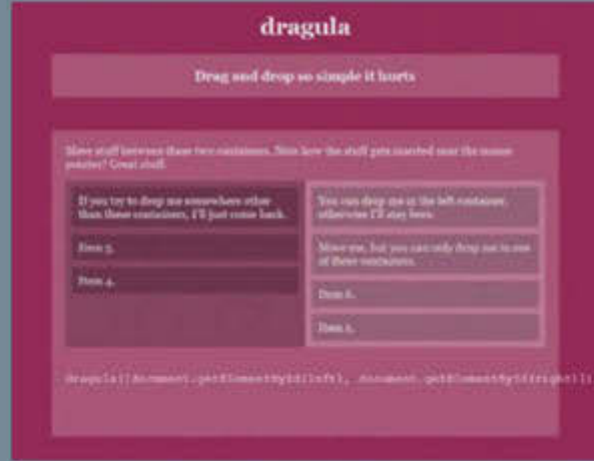 dragula
Drag and drop so simple it hurts
Move stuff between these two containers. Note how the stuff gets inserted near the mouse
pointer? Great stuff.
If you try to drop me somewhere other
than these containers, I'll just come back.
Item 3.
Item 4.
You can drop me in the left container,
otherwise I'll stay here.
Move me, but you can only drop me in one
of these containers.
Item 6.
dragula([document.getElementById(left), document.getElementById(right)]);